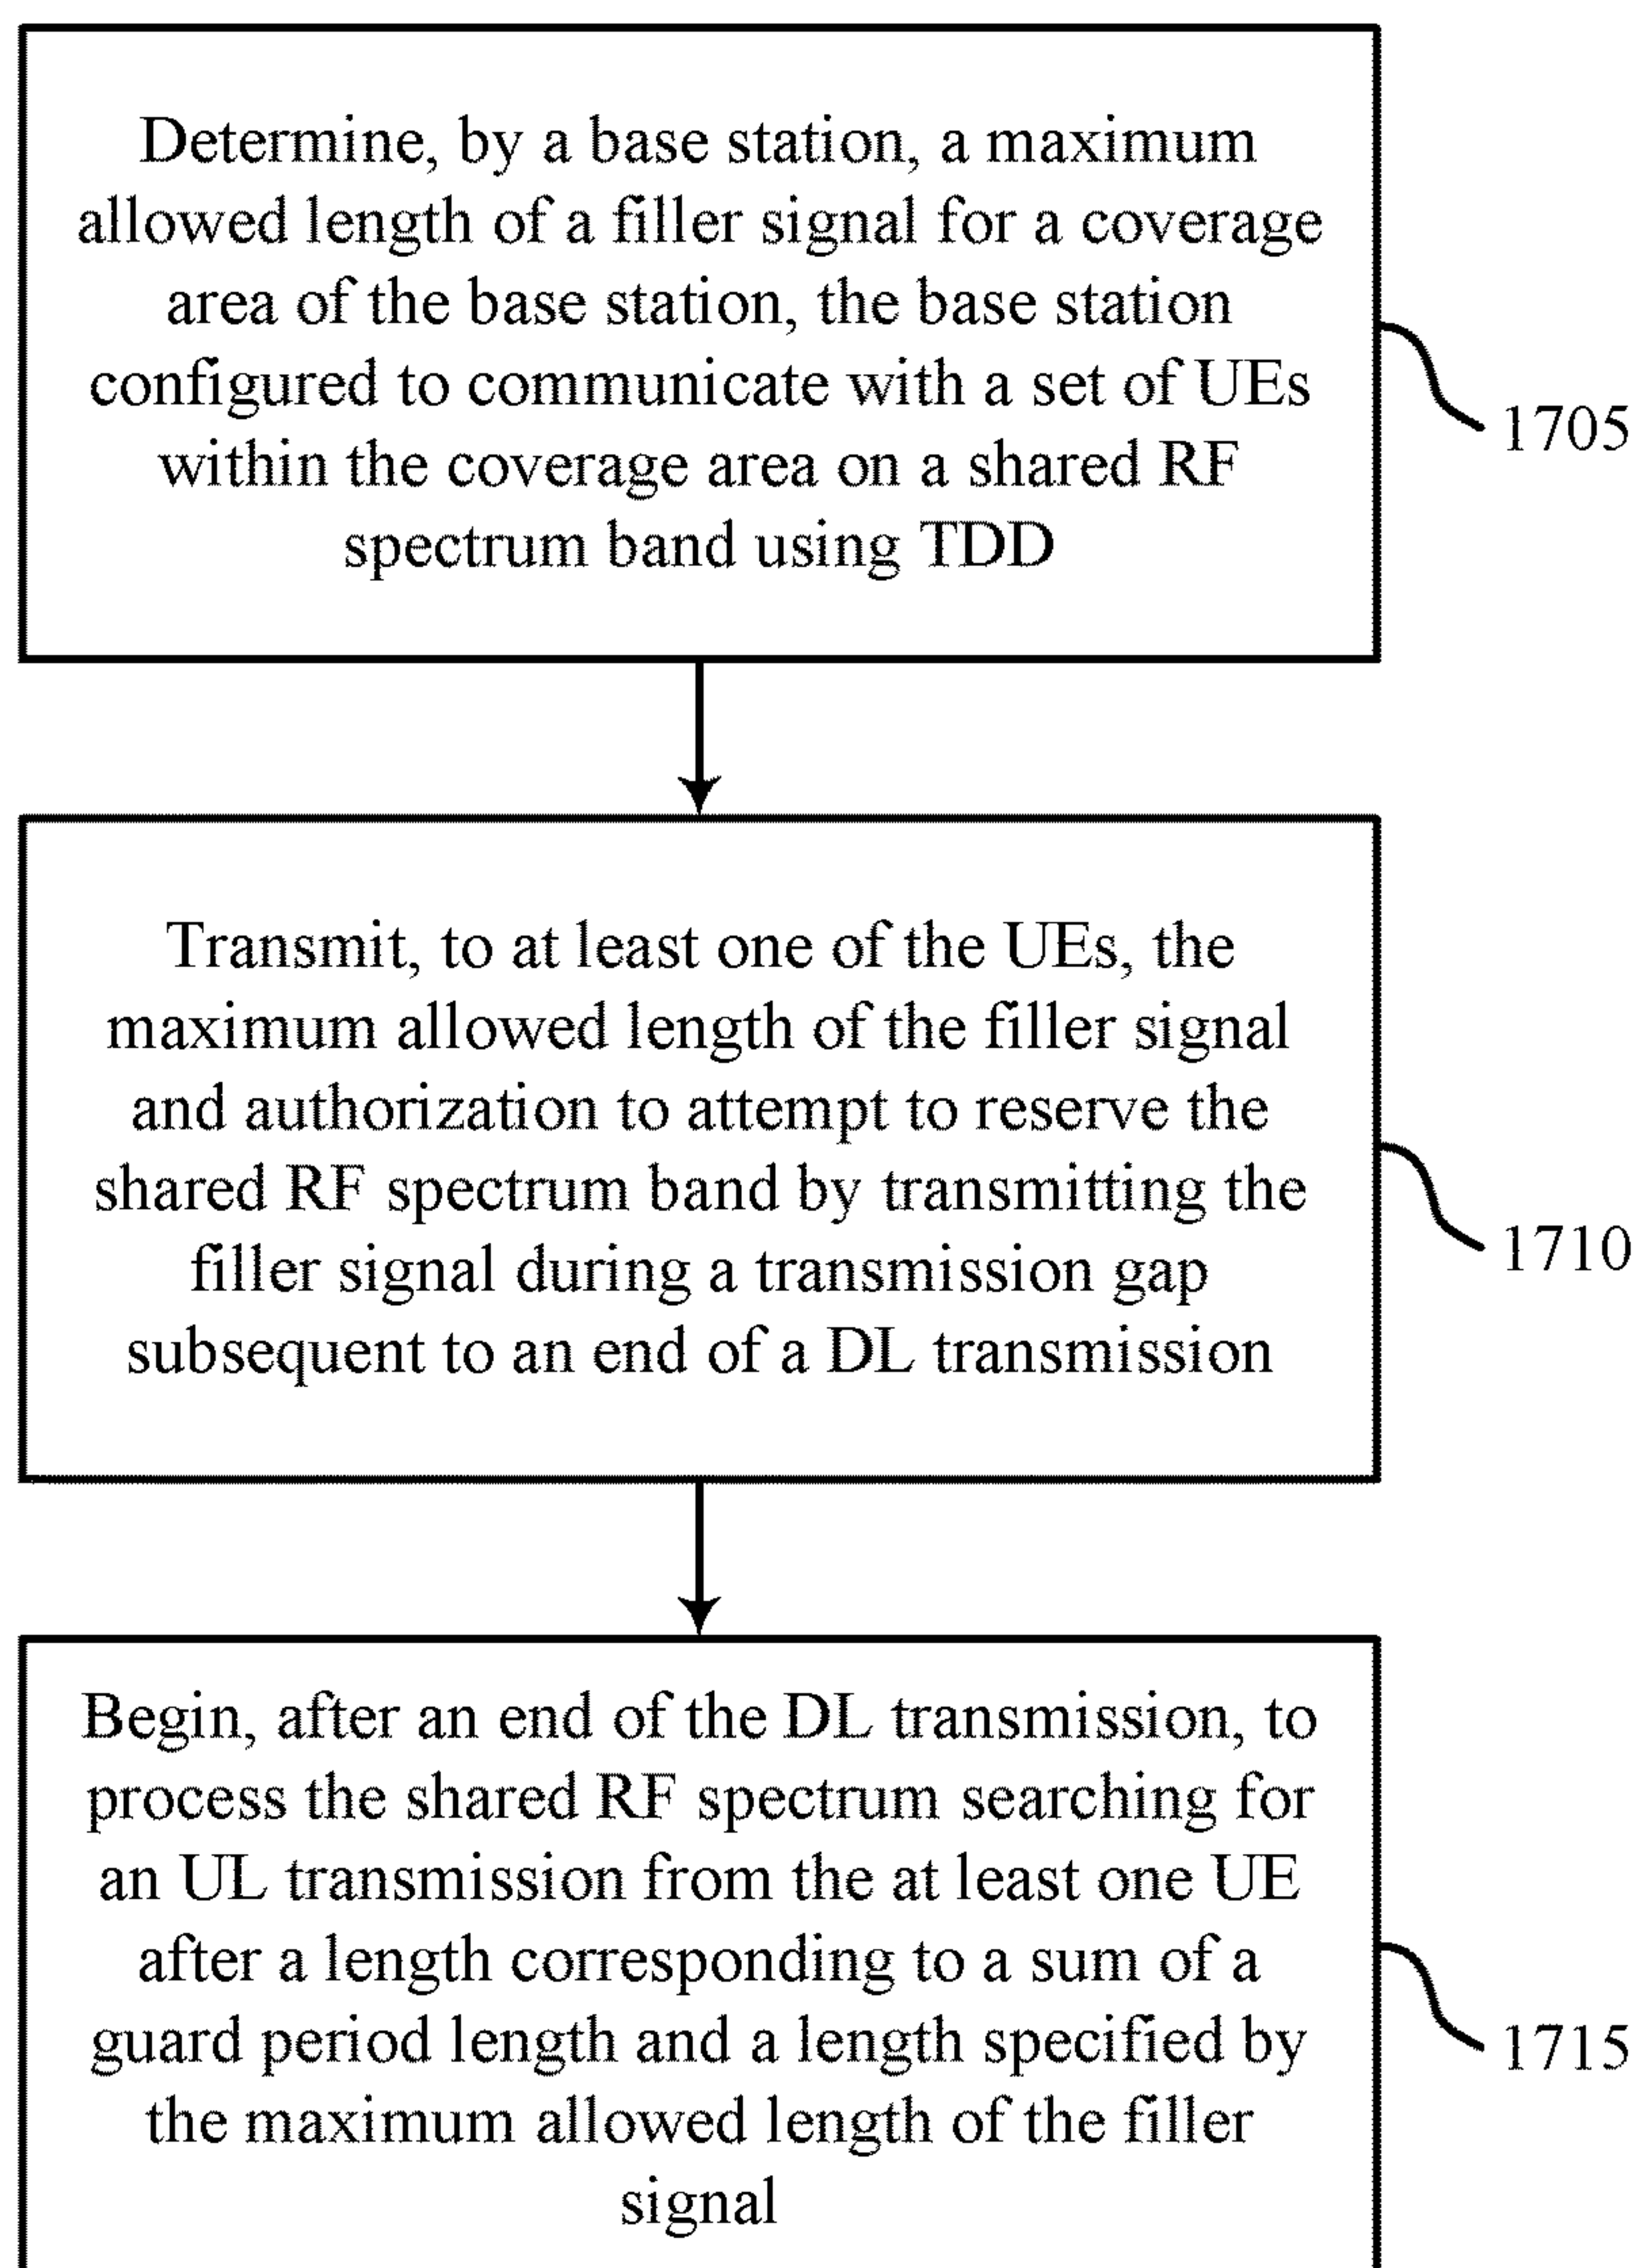 Determine, by a base station, a maximum
allowed length of a filler signal for a coverage
area of the base station, the base station
configured to communicate with a set of UEs
within the coverage area on a shared RF
spectrum band using TDD
1705
Transmit, to at least one of the UEs, the
maximum allowed length of the filler signal
and authorization to attempt to reserve the
shared RF spectrum band by transmitting the
filler signal during a transmission gap
subsequent to an end of a DL transmission
1710
Begin, after an end of the DL transmission, to
process the shared RF spectrum searching for
an UL transmission from the at least one UE
after a length corresponding to a sum of a
guard period length and a length specified by
the maximum allowed length of the filler
signal
1715